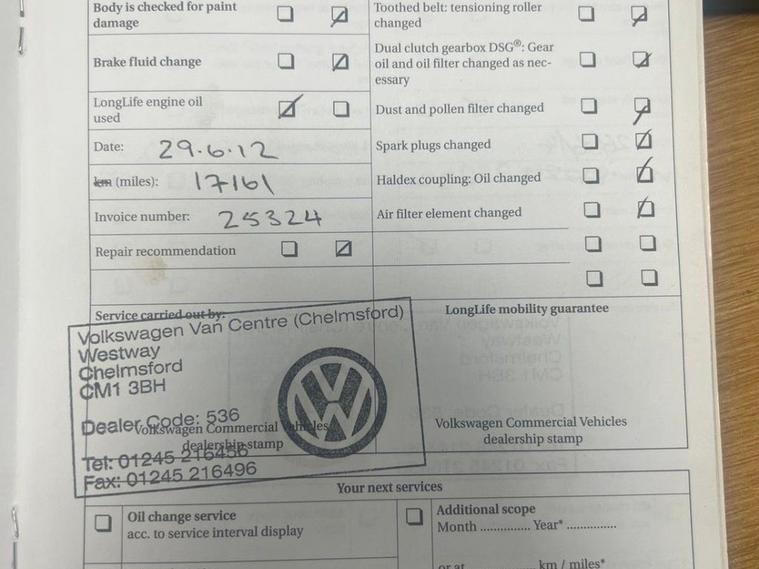 Body is checked for paint
damage
Brake fluid change
LongLife engine oil
used
Date: 29.6.12
km (miles): 17161
Invoice number: 25324
Repair recommendation
Toothed belt: tensioning roller
changed
Dual clutch gearbox DSG®: Gear
oil and oil filter changed as nec-
essary
Dust and pollen filter changed
Spark plugs changed
Haldex coupling: Oil changed
Air filter element changed
Service carried out by:
Volkswagen Van Centre (Chelmsford)
Westway
Chelmsford
CM1 3BH
Dealer Code: 536
Volkswagen Commercial Vehicles
dealership stamp
Tel: 01245 216456
Fax: 01245 216496
LongLife mobility guarantee
Volkswagen Commercial Vehicles
dealership stamp
Your next services
Oil change service
acc. to service interval display
Additional scope
Month .............. Year* ..............
or at km / miles*